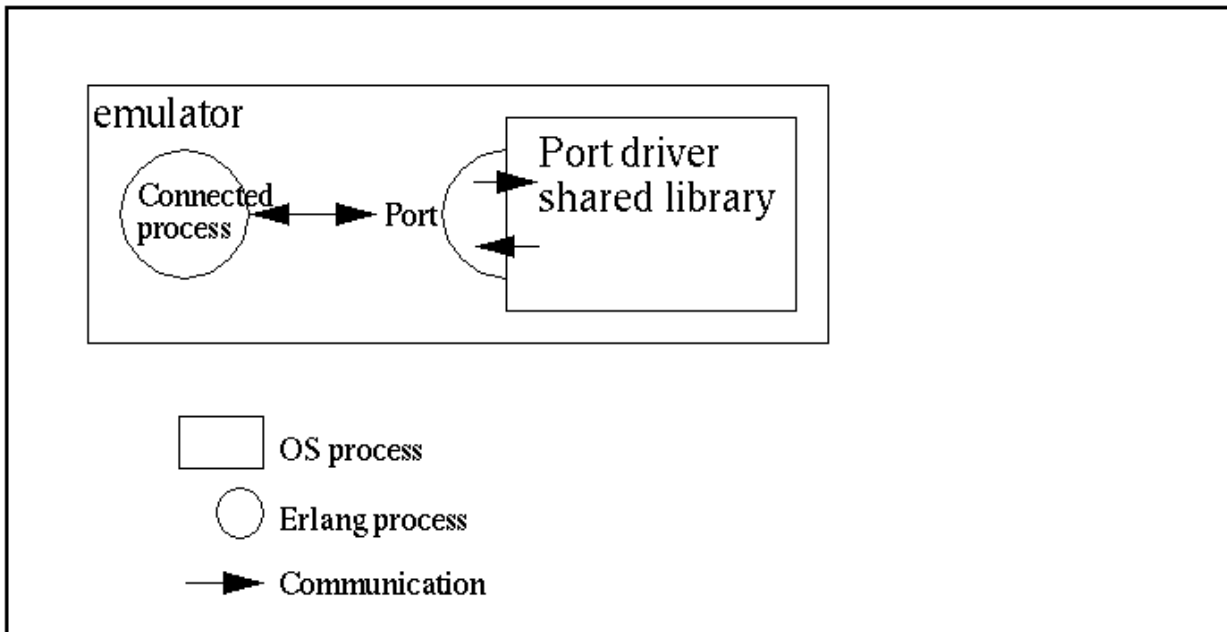 emulator
Connected
process
Port
Port driver
shared library
OS process
Erlang process
Communication